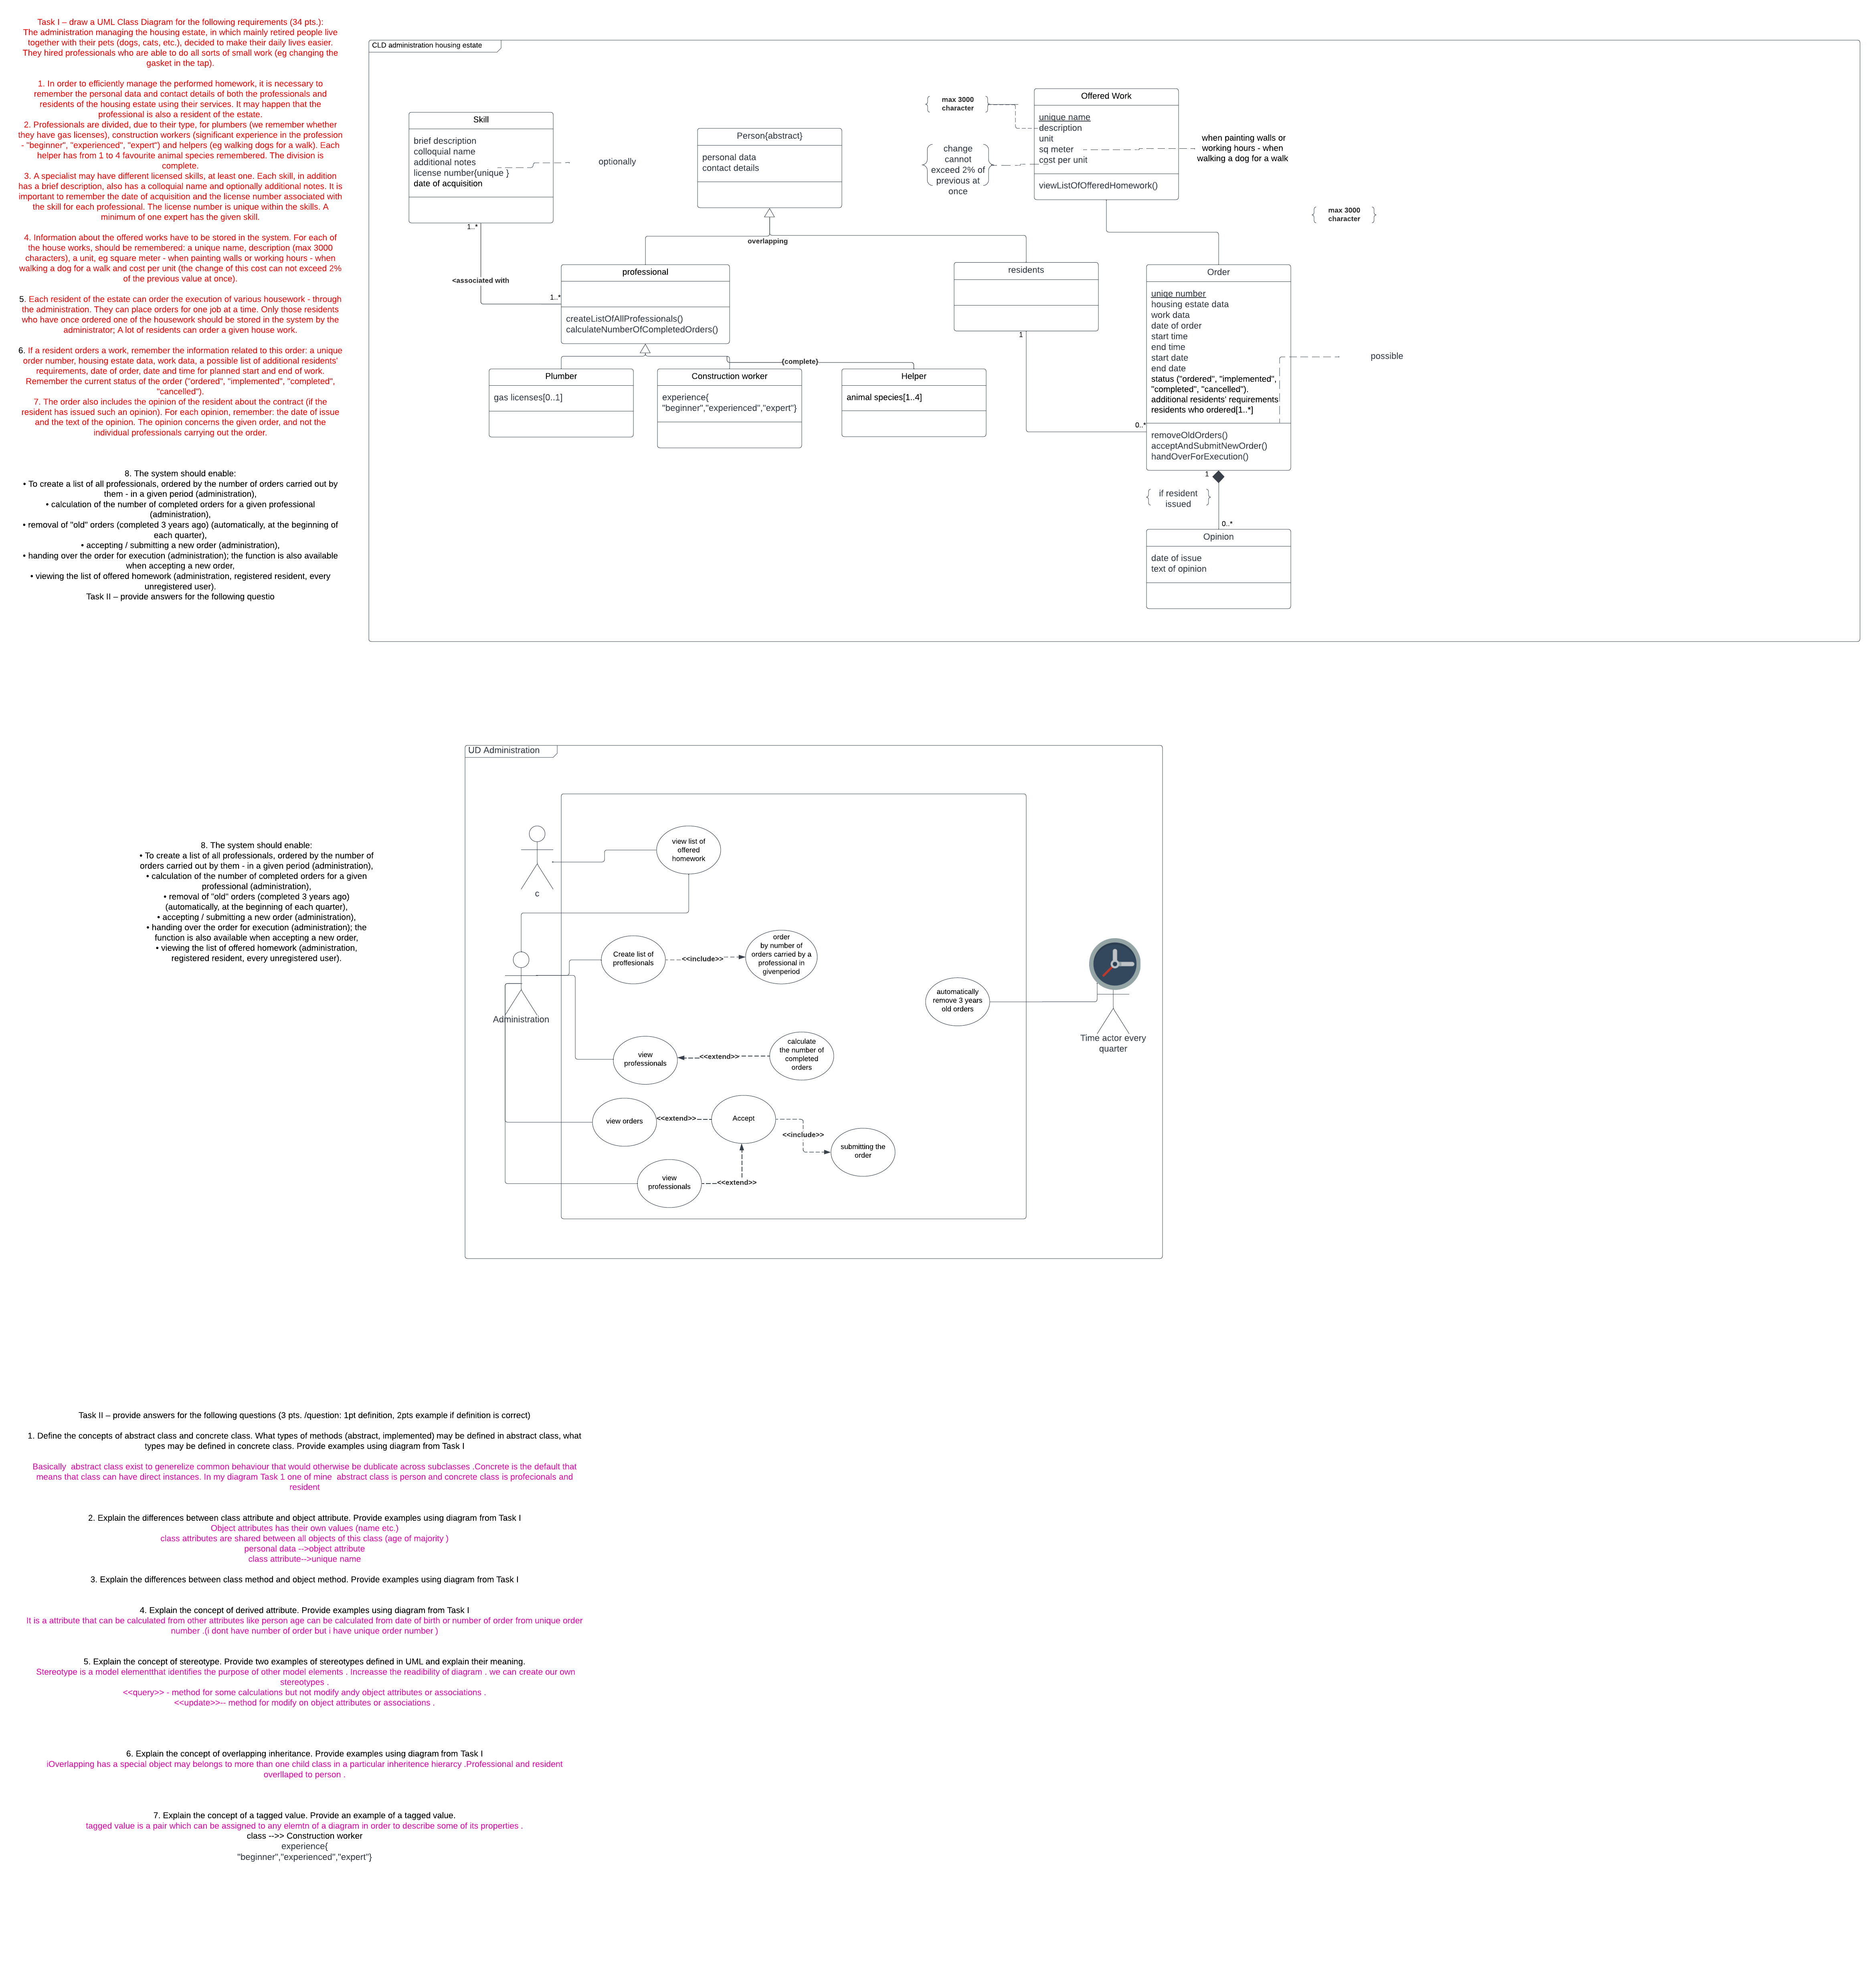 Task I – draw a UML Class Diagram for the following requirements (34 pts.);
The administration managing the housing estate, in which mainly retired people live
together with their pets (dogs, cats, etc.), decided to make their daily lives easier.
They hired professionals who are able to do all sorts of small work (eg changing the
gasket in the tap).
1. In order to efficiently manage the performed homework, it is necessary to
remember the personal data and contact details of both the professionals and
residents of the housing estate using their services. It may happen that the
professional is also a resident of the estate.
2. Professionals are divided, due to their type, for plumbers (we remember whether
they have gas licenses), construction workers (significant experience in the profession
- "beginner", "experienced", "expert") and helpers (eg walking dogs for a walk). Each
helper has from 1 to 4 favourite animal species remembered. The division is
complete.
3. A specialist may have different licensed skills, at least one. Each skill, in addition
has a brief description, also has a colloquial name and optionally additional notes. It is
important to remember the date of acquisition and the license number associated with
the skill for each professional. The license number is unique within the skills. A
minimum of one expert has the given skill.
4. Information about the offered works have to be stored in the system. For each of
the house works, should be remembered: a unique name, description (max 3000
characters), a unit, eg square meter - when painting walls or working hours - when
walking a dog for a walk and cost per unit (the change of this cost can not exceed 2%
of the previous value at once).
5. Each resident of the estate can order the execution of various housework - through
the administration. They can place orders for one job at a time. Only those residents
who have once ordered one of the housework should be stored in the system by the
administrator; A lot of residents can order a given house work.
6. If a resident orders a work, remember the information related to this order: a unique
order number, housing estate data, work data, a possible list of additional residents'
requirements, date of order, date and time for planned start and end of work.
Remember the current status of the order ("ordered", "implemented", "completed",
"cancelled").
7. The order also includes the opinion of the resident about the contract (if the
resident has issued such an opinion). For each opinion, remember: the date of issue
and the text of the opinion. The opinion concerns the given order, and not the
individual professionals carrying out the order.
8. The system should enable:
• To create a list of all professionals, ordered by the number of orders carried out by
them - in a given period (administration),
• calculation of the number of completed orders for a given professional
(administration),
• removal of "old" orders (completed 3 years ago) (automatically, at the beginning of
each quarter),
• accepting / submitting a new order (administration),
• handing over the order for execution (administration); the function is also available
when accepting a new order,
• viewing the list of offered homework (administration, registered resident, every
unregistered user).
Task II – provide answers for the following questio
CLD administration housing estate
Skill
brief description
colloquial name
additional notes
license number{unique }
date of acquisition
optionally
1..*
<associated with
1..*
Person{abstract}
personal data
contact details
overlapping
max 3000
character
change
cannot
exceed 2% of
previous at
once
Offered Work
unique name
description
unit
sq meter
cost per unit
viewListOfOfferedHomework()
when painting walls or
working hours - when
walking a dog for a walk
max 3000
character
professional
createListOfAllProfessionals()
calculateNumberOfCompletedOrders()
{complete}
Plumber
gas licenses[0..1]
Construction worker
experience{
"beginner","experienced","expert"}
Helper
animal species[1..4]
residents
1
0..*
Order
uniqe number
housing estate data
work data
date of order
start time
end time
start date
end date
status ("ordered", "implemented",
"completed", "cancelled").
additional residents' requirements
residents who ordered[1..*]
removeOldOrders()
acceptAndSubmitNewOrder()
handOverForExecution()
possible
1
if resident
issued
0..*
Opinion
date of issue
text of opinion
UD Administration
8. The system should enable:
• To create a list of all professionals, ordered by the number of
orders carried out by them - in a given period (administration),
• calculation of the number of completed orders for a given
professional (administration),
• removal of "old" orders (completed 3 years ago)
(automatically, at the beginning of each quarter),
• accepting / submitting a new order (administration),
• handing over the order for execution (administration); the
function is also available when accepting a new order,
• viewing the list of offered homework (administration,
registered resident, every unregistered user).
c
view list of
offered
homework
Administration
Create list of
proffesionals
<<include>>
order
by number of
orders carried by a
professional in
givenperiod
automatically
remove 3 years
old orders
Time actor every
quarter
view
professionals
<<extend>>
calculate
the number of
completed
orders
view orders
<<extend>>
Accept
<<include>>
submitting the
order
view
professionals
<<extend>>
Task II – provide answers for the following questions (3 pts. /question: 1pt definition, 2pts example if definition is correct)
1. Define the concepts of abstract class and concrete class. What types of methods (abstract, implemented) may be defined in abstract class, what
types may be defined in concrete class. Provide examples using diagram from Task I
Basically abstract class exist to generelize common behaviour that would otherwise be dublicate across subclasses .Concrete is the default that
means that class can have direct instances. In my diagram Task 1 one of mine abstract class is person and concrete class is profecionals and
resident
2. Explain the differences between class attribute and object attribute. Provide examples using diagram from Task I
Object attributes has their own values (name etc.)
class attributes are shared between all objects of this class (age of majority )
personal data -->object attribute
class attribute-->unique name
3. Explain the differences between class method and object method. Provide examples using diagram from Task I
4. Explain the concept of derived attribute. Provide examples using diagram from Task I
It is a attribute that can be calculated from other attributes like person age can be calculated from date of birth or number of order from unique order
number .(i dont have number of order but i have unique order number )
5. Explain the concept of stereotype. Provide two examples of stereotypes defined in UML and explain their meaning.
Stereotype is a model elementthat identifies the purpose of other model elements . Increasse the readibility of diagram . we can create our own
stereotypes .
<<query>> - method for some calculations but not modify andy object attributes or associations .
<<update>>-- method for modify on object attributes or associations .
6. Explain the concept of overlapping inheritance. Provide examples using diagram from Task I
iOverlapping has a special object may belongs to more than one child class in a particular inheritence hierarcy .Professional and resident
overllaped to person .
7. Explain the concept of a tagged value. Provide an example of a tagged value.
tagged value is a pair which can be assigned to any elemtn of a diagram in order to describe some of its properties .
class -->> Construction worker
experience{
"beginner","experienced","expert"}